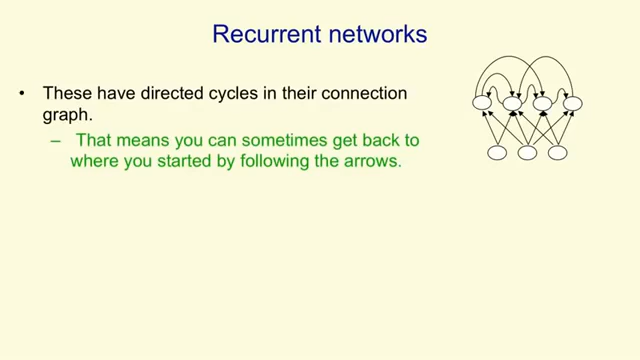 Recurrent networks
• These have directed cycles in their connection
graph.
– That means you can sometimes get back to
where you started by following the arrows.